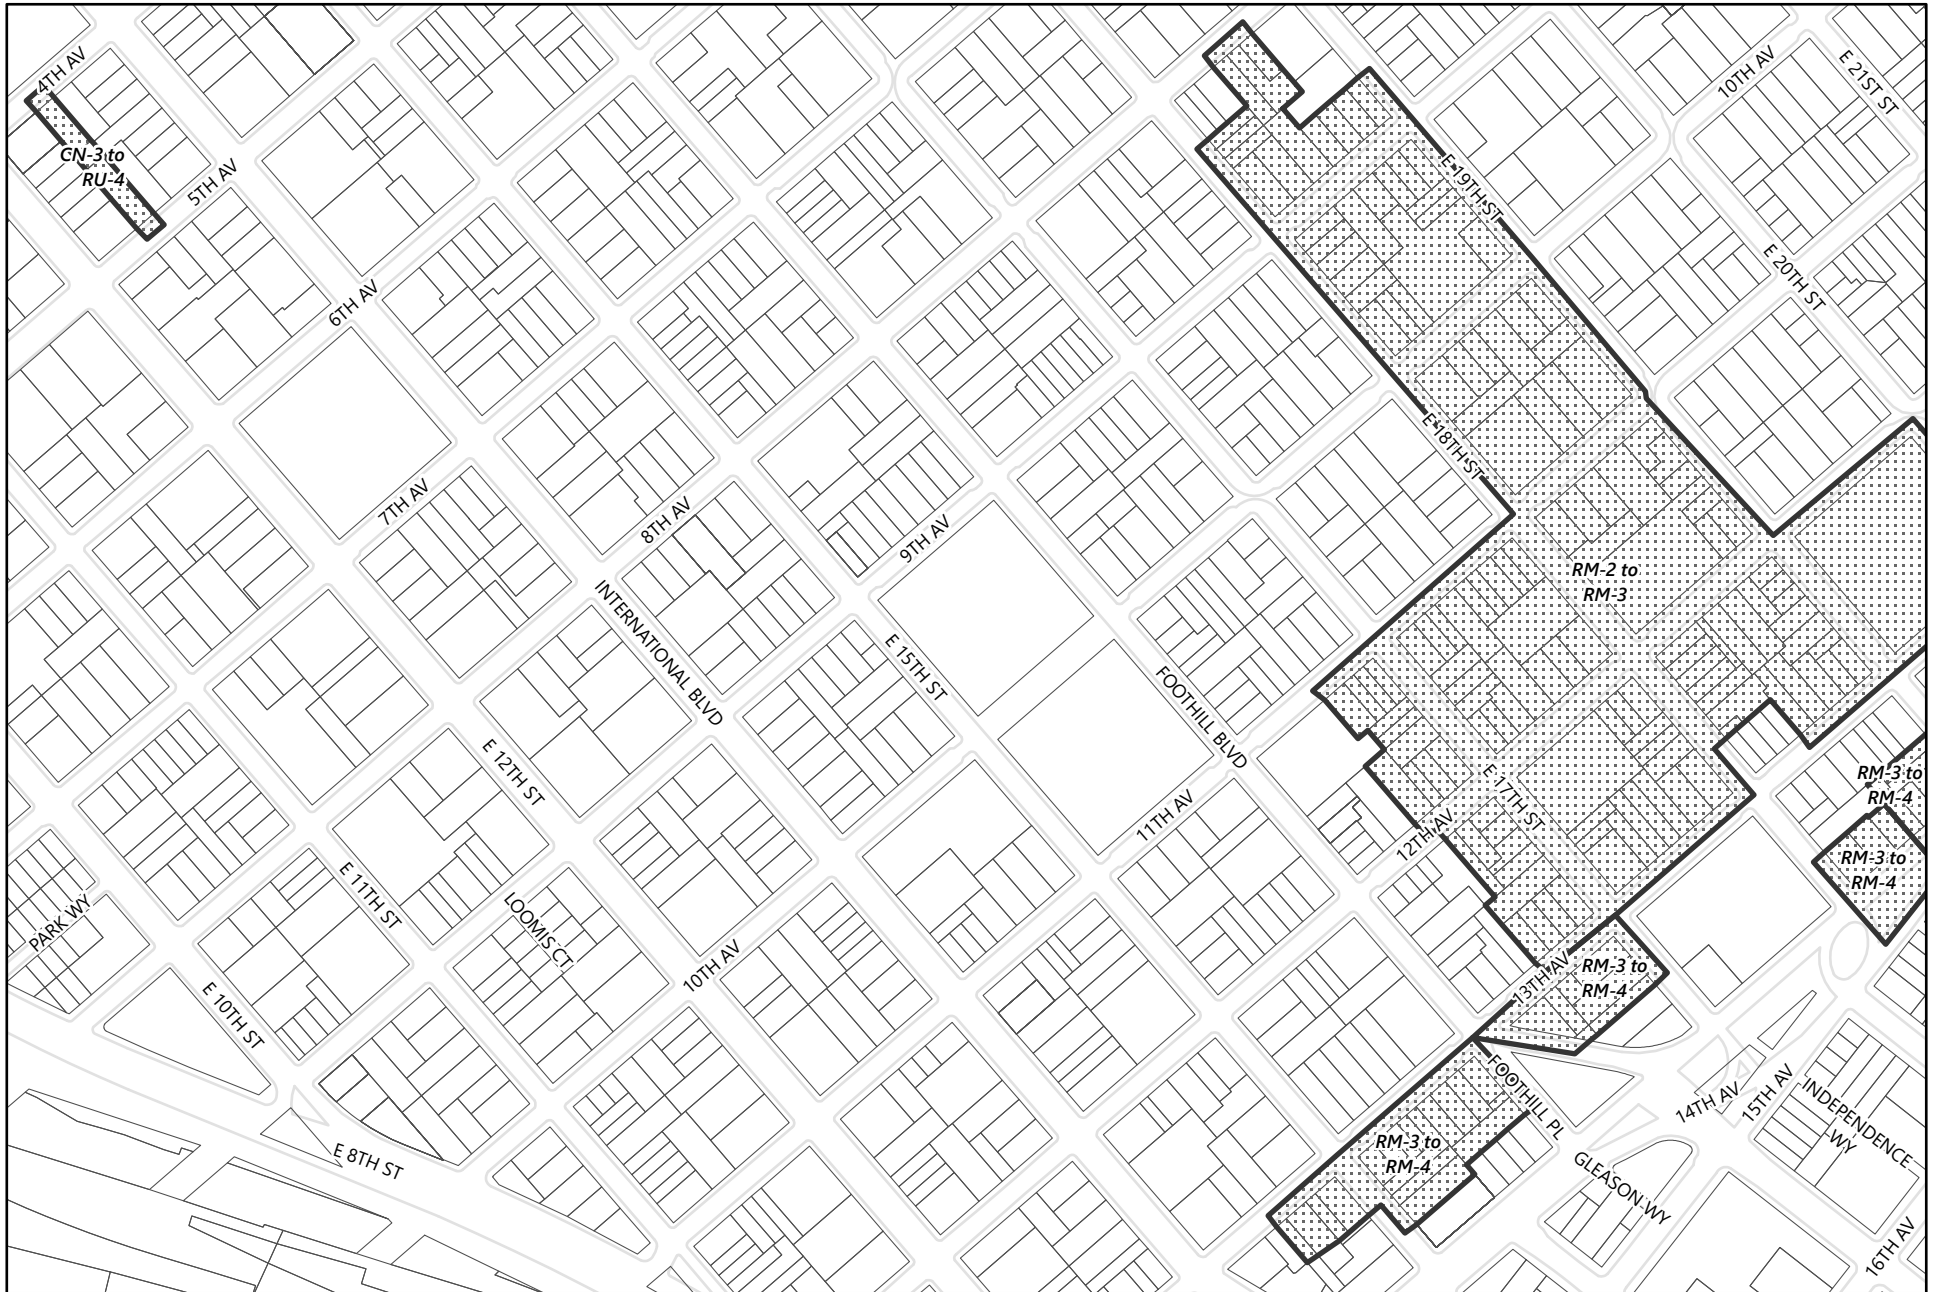 4TH AV
10TH AV
E 21ST ST
CN-3 to
RU-4
5TH AV
E 19TH ST
6TH AV
E 20TH ST
E 18TH ST
7TH AV
8TH AV
9TH AV
RM-2 to
RM-3
INTERNATIONAL BLVD
E 15TH ST
FOOTHILL BLVD
E 12TH ST
E 17TH ST
RM-3 to
RM-4
11TH AV
12TH AV
RM-3 to
RM-4
E 11TH ST
LOOMIS CT
PARK WY
10TH AV
13TH AV
RM-3 to
RM-4
E 10TH ST
FOOTHILL PL
14TH AV
15TH AV
INDEPENDENCE
WY
RM-3 to
RM-4
E 8TH ST
GLEASON WY
16TH AV